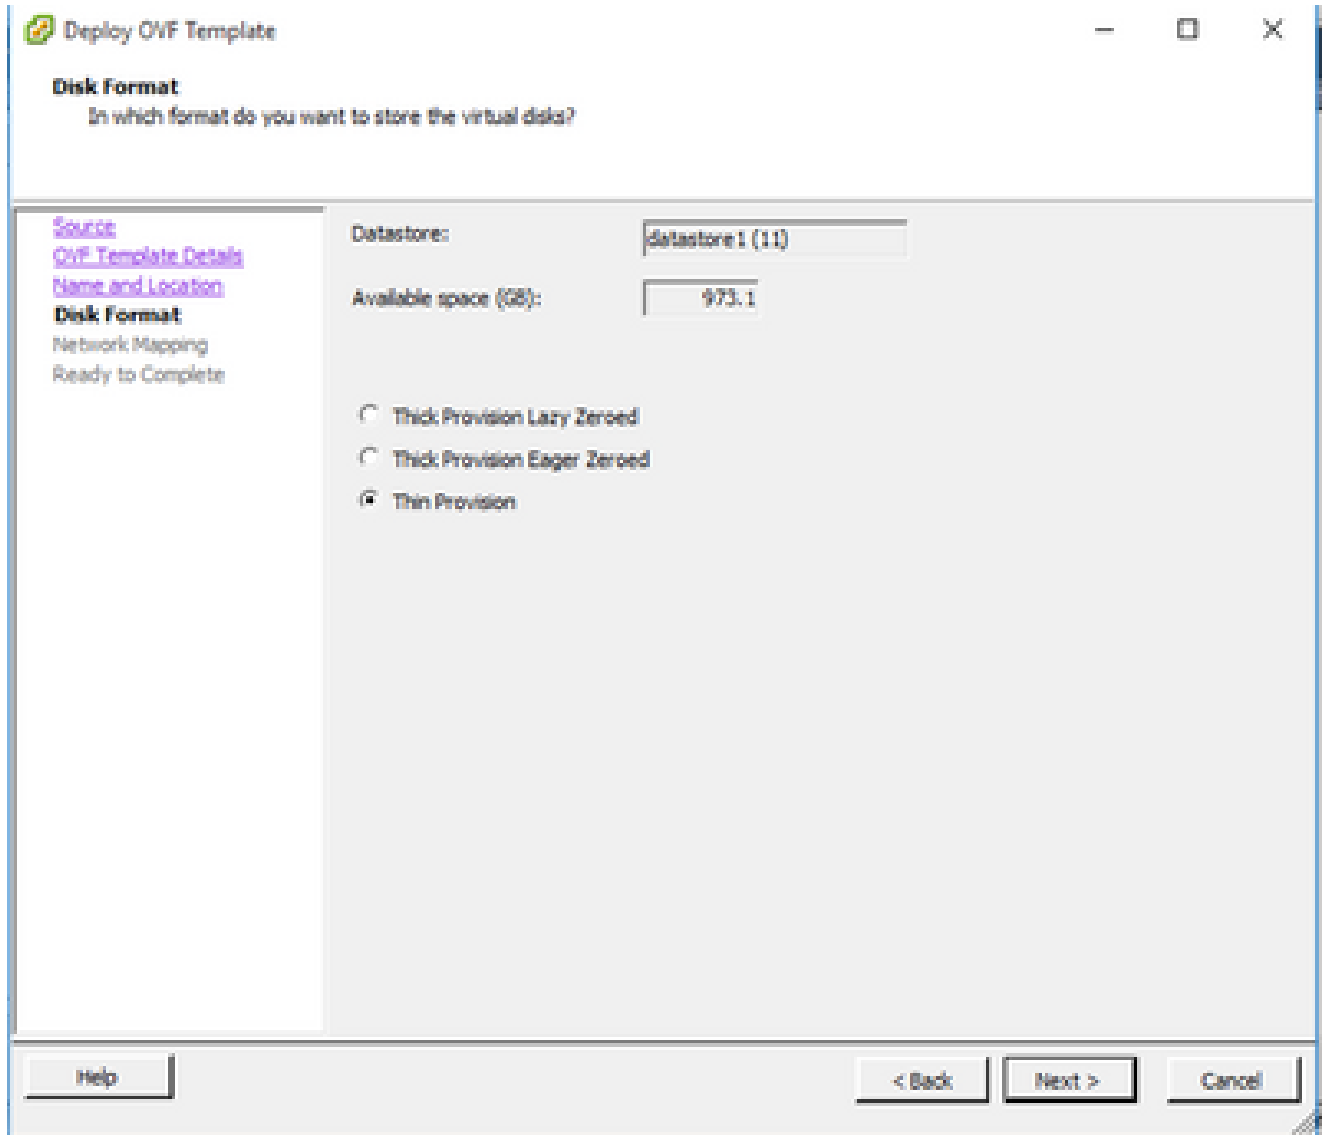 Deploy OVF Template
Disk Format
In which format do you want to store the virtual disks?
Source
OVF Template Details
Name and Location
Disk Format
Network Mapping
Ready to Complete
Datastore:
datastore1 (11)
Available space (GB):
973.1
Thick Provision Lazy Zeroed
Thick Provision Eager Zeroed
Thin Provision
Help
< Back
Next >
Cancel